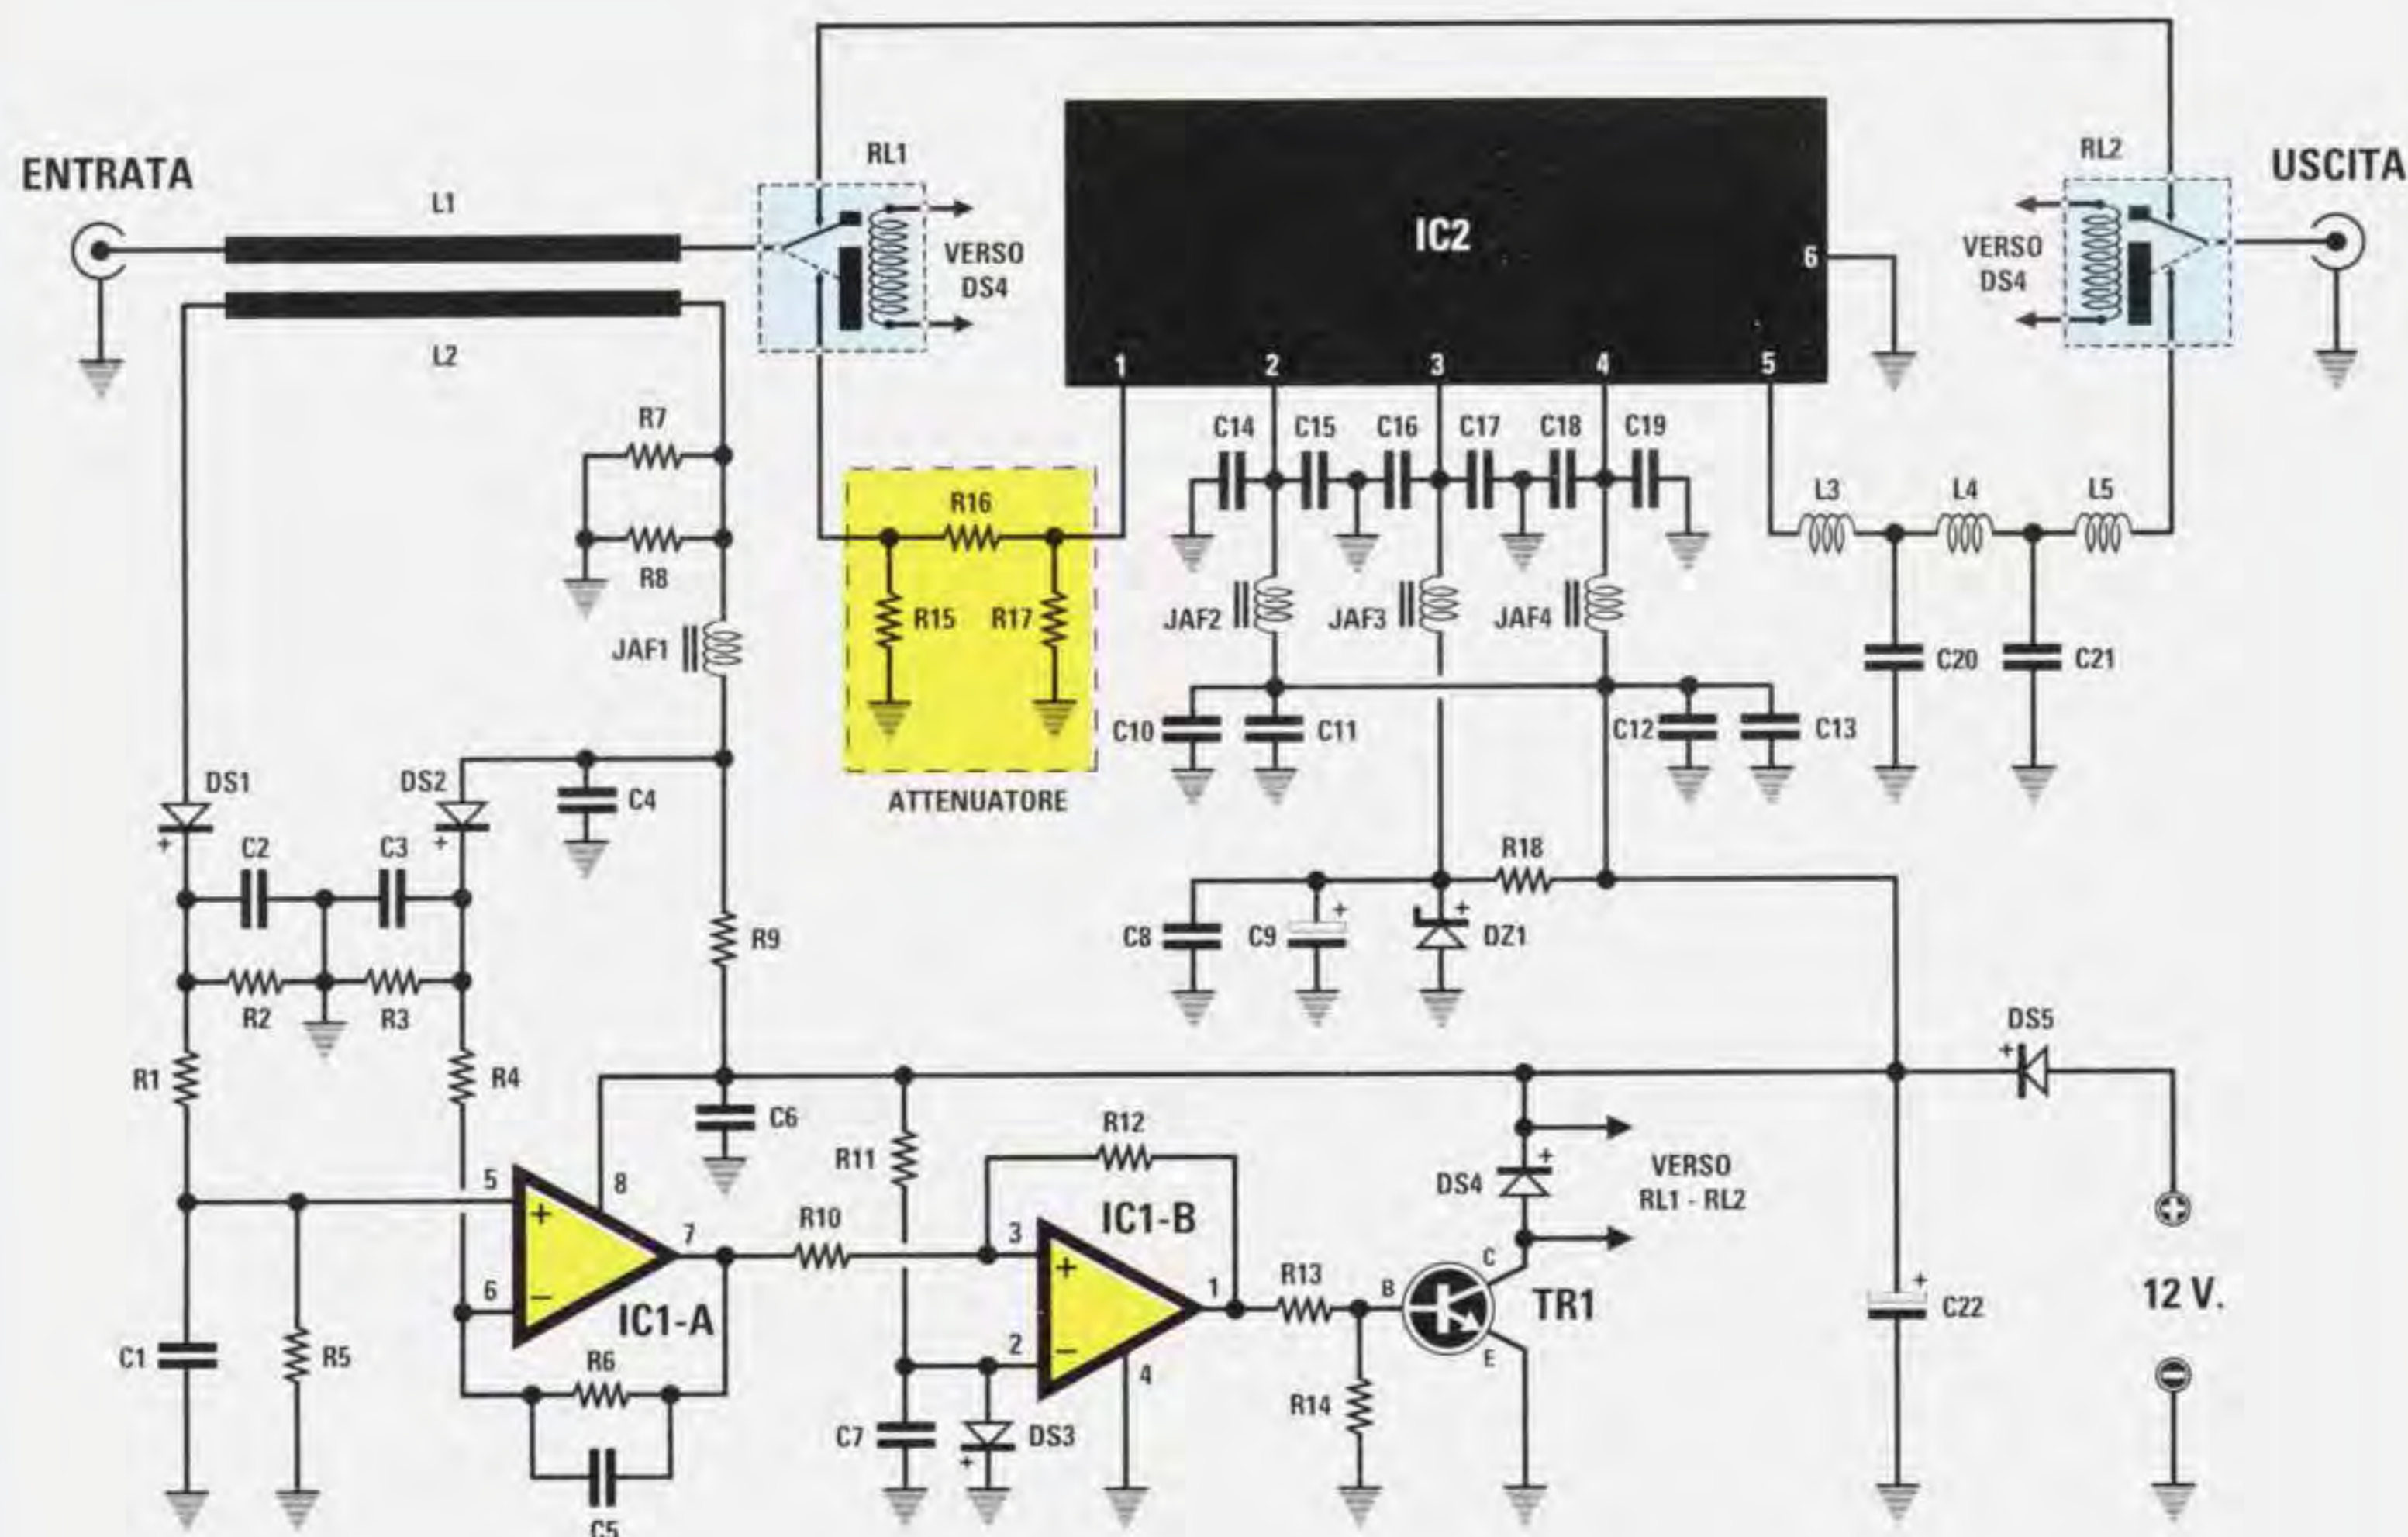 ENTRATA
L1
L2
RL1
VERSO
DS4
IC2
1
2
3
4
5
6
RL2
VERSO
DS4
USCITA
R7
R8
JAF1
R16
R15
R17
ATTENUATORE
C14
C15
C16
C17
C18
C19
JAF2
JAF3
JAF4
L3
L4
L5
C20
C21
C10
C11
C12
C13
DS1
+
DS2
+
C4
C2
C3
R2
R3
R9
C8
C9
+
+
DZ1
R18
DS5
+
R1
R4
C6
R11
R12
DS4
+
VERSO
RL1 - RL2
5
+
8
6
−
7
IC1-A
R10
3
+
IC1-B
2
−
1
4
R13
B
C
E
TR1
C22
+
+
12 V.
−
C1
R5
R6
C5
C7
DS3
+
R14